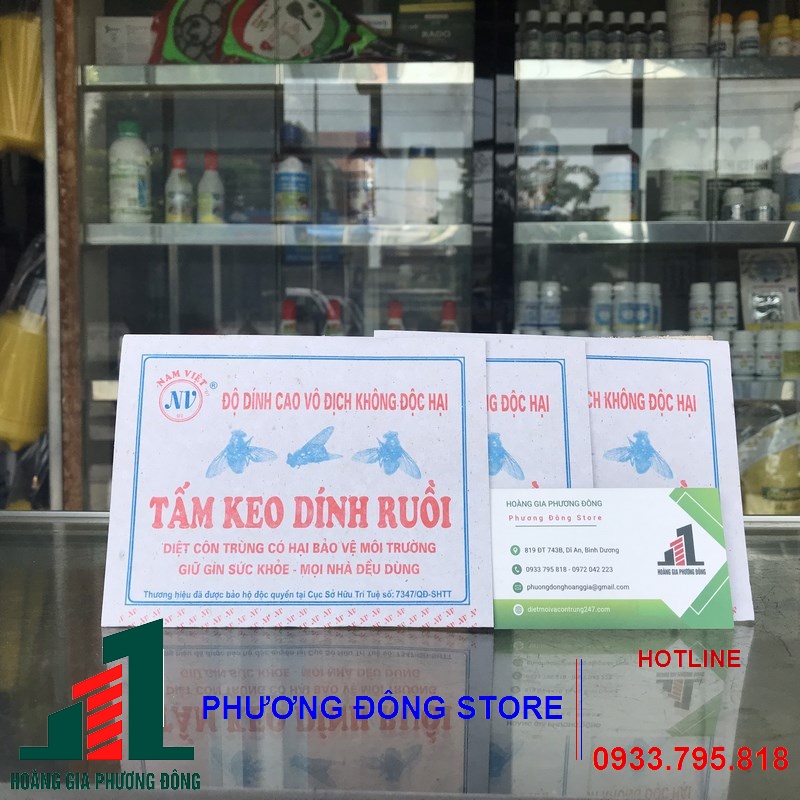 NAM VIỆT
NV
®
ĐỘ DÍNH CAO VÔ ĐỊCH KHÔNG ĐỘC HẠI
TẤM KEO DÍNH RUỒI
DIỆT CÔN TRÙNG CÓ HẠI BẢO VỆ MÔI TRƯỜNG
GIỮ GÌN SỨC KHỎE - MỌI NHÀ ĐỀU DÙNG
Thương hiệu đã được bảo hộ độc quyền tại Cục Sở Hữu Trí Tuệ số: 7347/QĐ-SHTT
NG ĐỘC HẠI
CH KHÔNG ĐỘC HẠI
HOÀNG GIA PHƯƠNG ĐÔNG
Phương Đông Store
819 ĐT 743B, Dĩ An, Bình Dương
0933 795 818 - 0972 042 223
phuongdonghoanggia@gmail.com
dietmoivacontrung247.com
HOÀNG GIA PHƯƠNG ĐÔNG
HOÀNG GIA PHƯƠNG ĐÔNG
PHƯƠNG ĐÔNG STORE
HOTLINE
0933.795.818